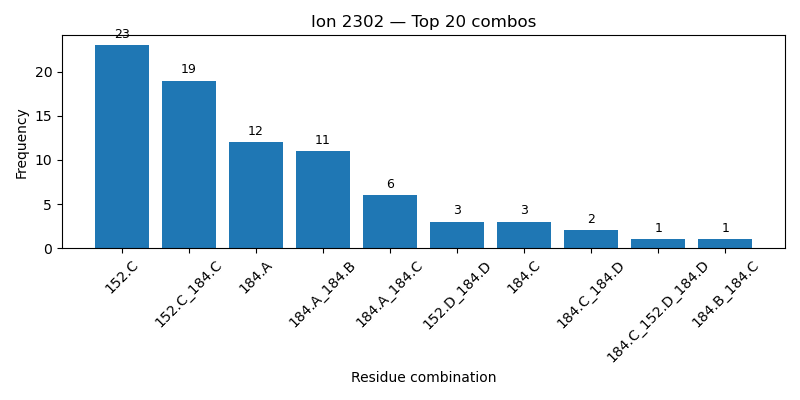 Ion 2302 — Top 20 combos
Frequency
20
15
10
5
0
23
19
12
11
6
3
3
2
1
1
152.C
152.C_184.C
184.A
184.A_184.B
184.A_184.C
152.D_184.D
184.C
184.C_184.D
184.C_152.D_184.D
184.B_184.C
Residue combination